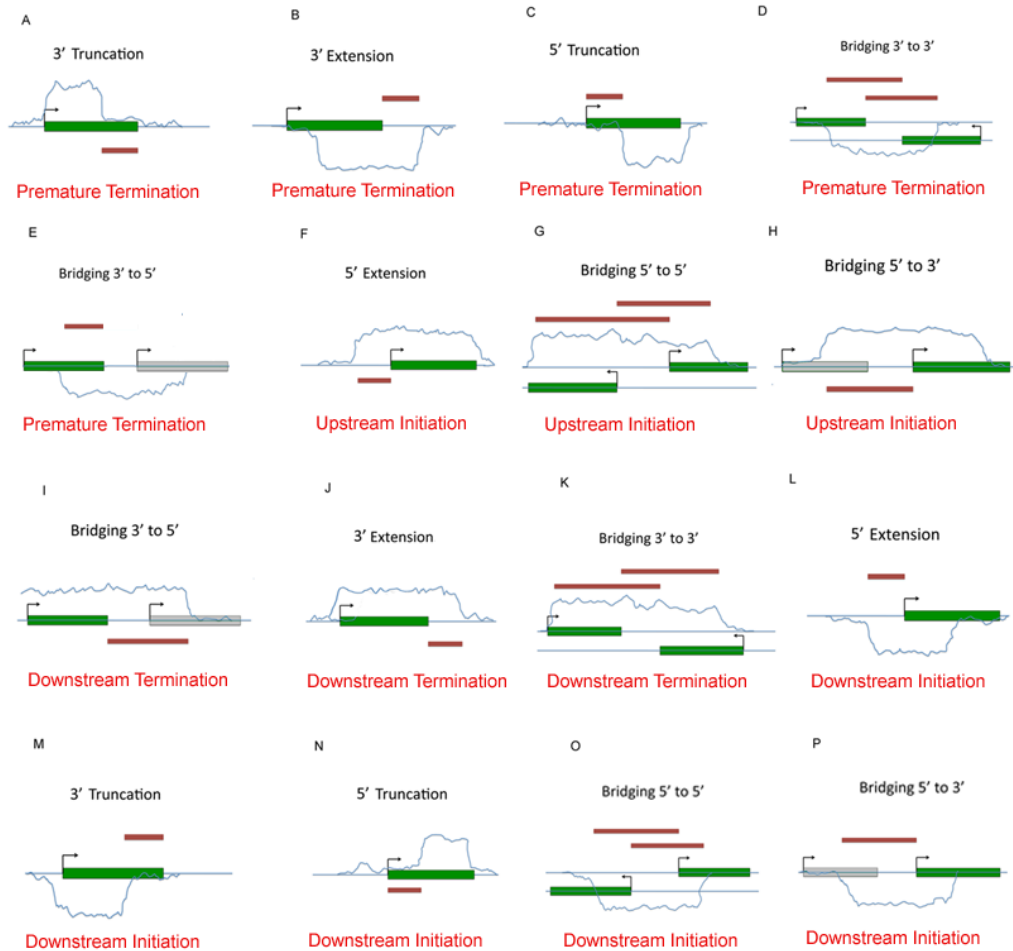 A
3’ Truncation
Premature Termination
B
3’ Extension
Premature Termination
C
5’ Truncation
Premature Termination
D
Bridging 3’ to 3’
Premature Termination
E
Bridging 3’ to 5’
Premature Termination
F
5’ Extension
Upstream Initiation
G
Bridging 5’ to 5’
Upstream Initiation
H
Bridging 5’ to 3’
Upstream Initiation
I
Bridging 3’ to 5’
Downstream Termination
J
3’ Extension
Downstream Termination
K
Bridging 3’ to 3’
Downstream Termination
L
5’ Extension
Downstream Initiation
M
3’ Truncation
Downstream Initiation
N
5’ Truncation
Downstream Initiation
O
Bridging 5’ to 5’
Downstream Initiation
P
Bridging 5’ to 3’
Downstream Initiation